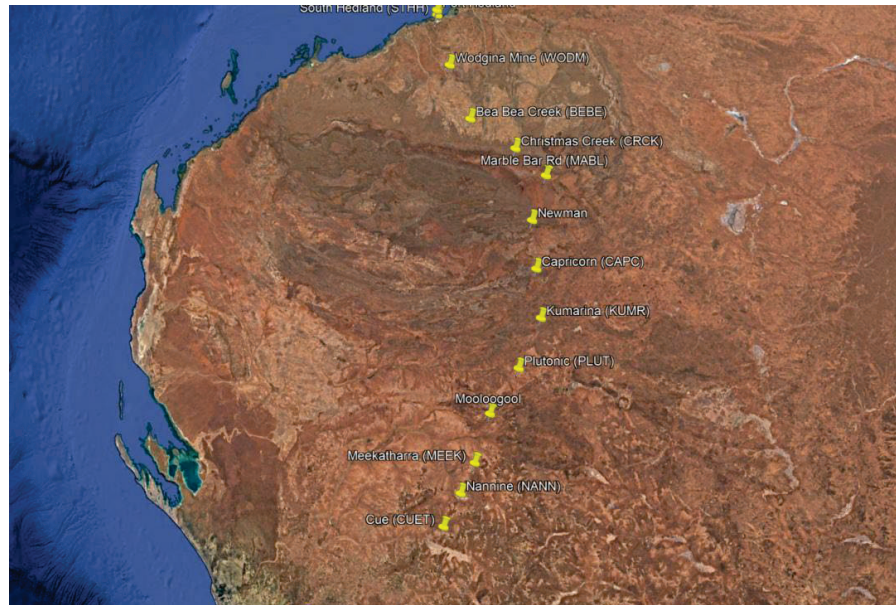 South Hedland (STHH)
Wodgina Mine (WODM)
Bea Bea Creek (BEBE)
Christmas Creek (CRCK)
Marble Bar Rd (MABL)
Newman
Capricorn (CAPC)
Kumarina (KUMR)
Plutonic (PLUT)
Mooloogool
Meekatharra (MEEK)
Nannine (NANN)
Cue (CUET)